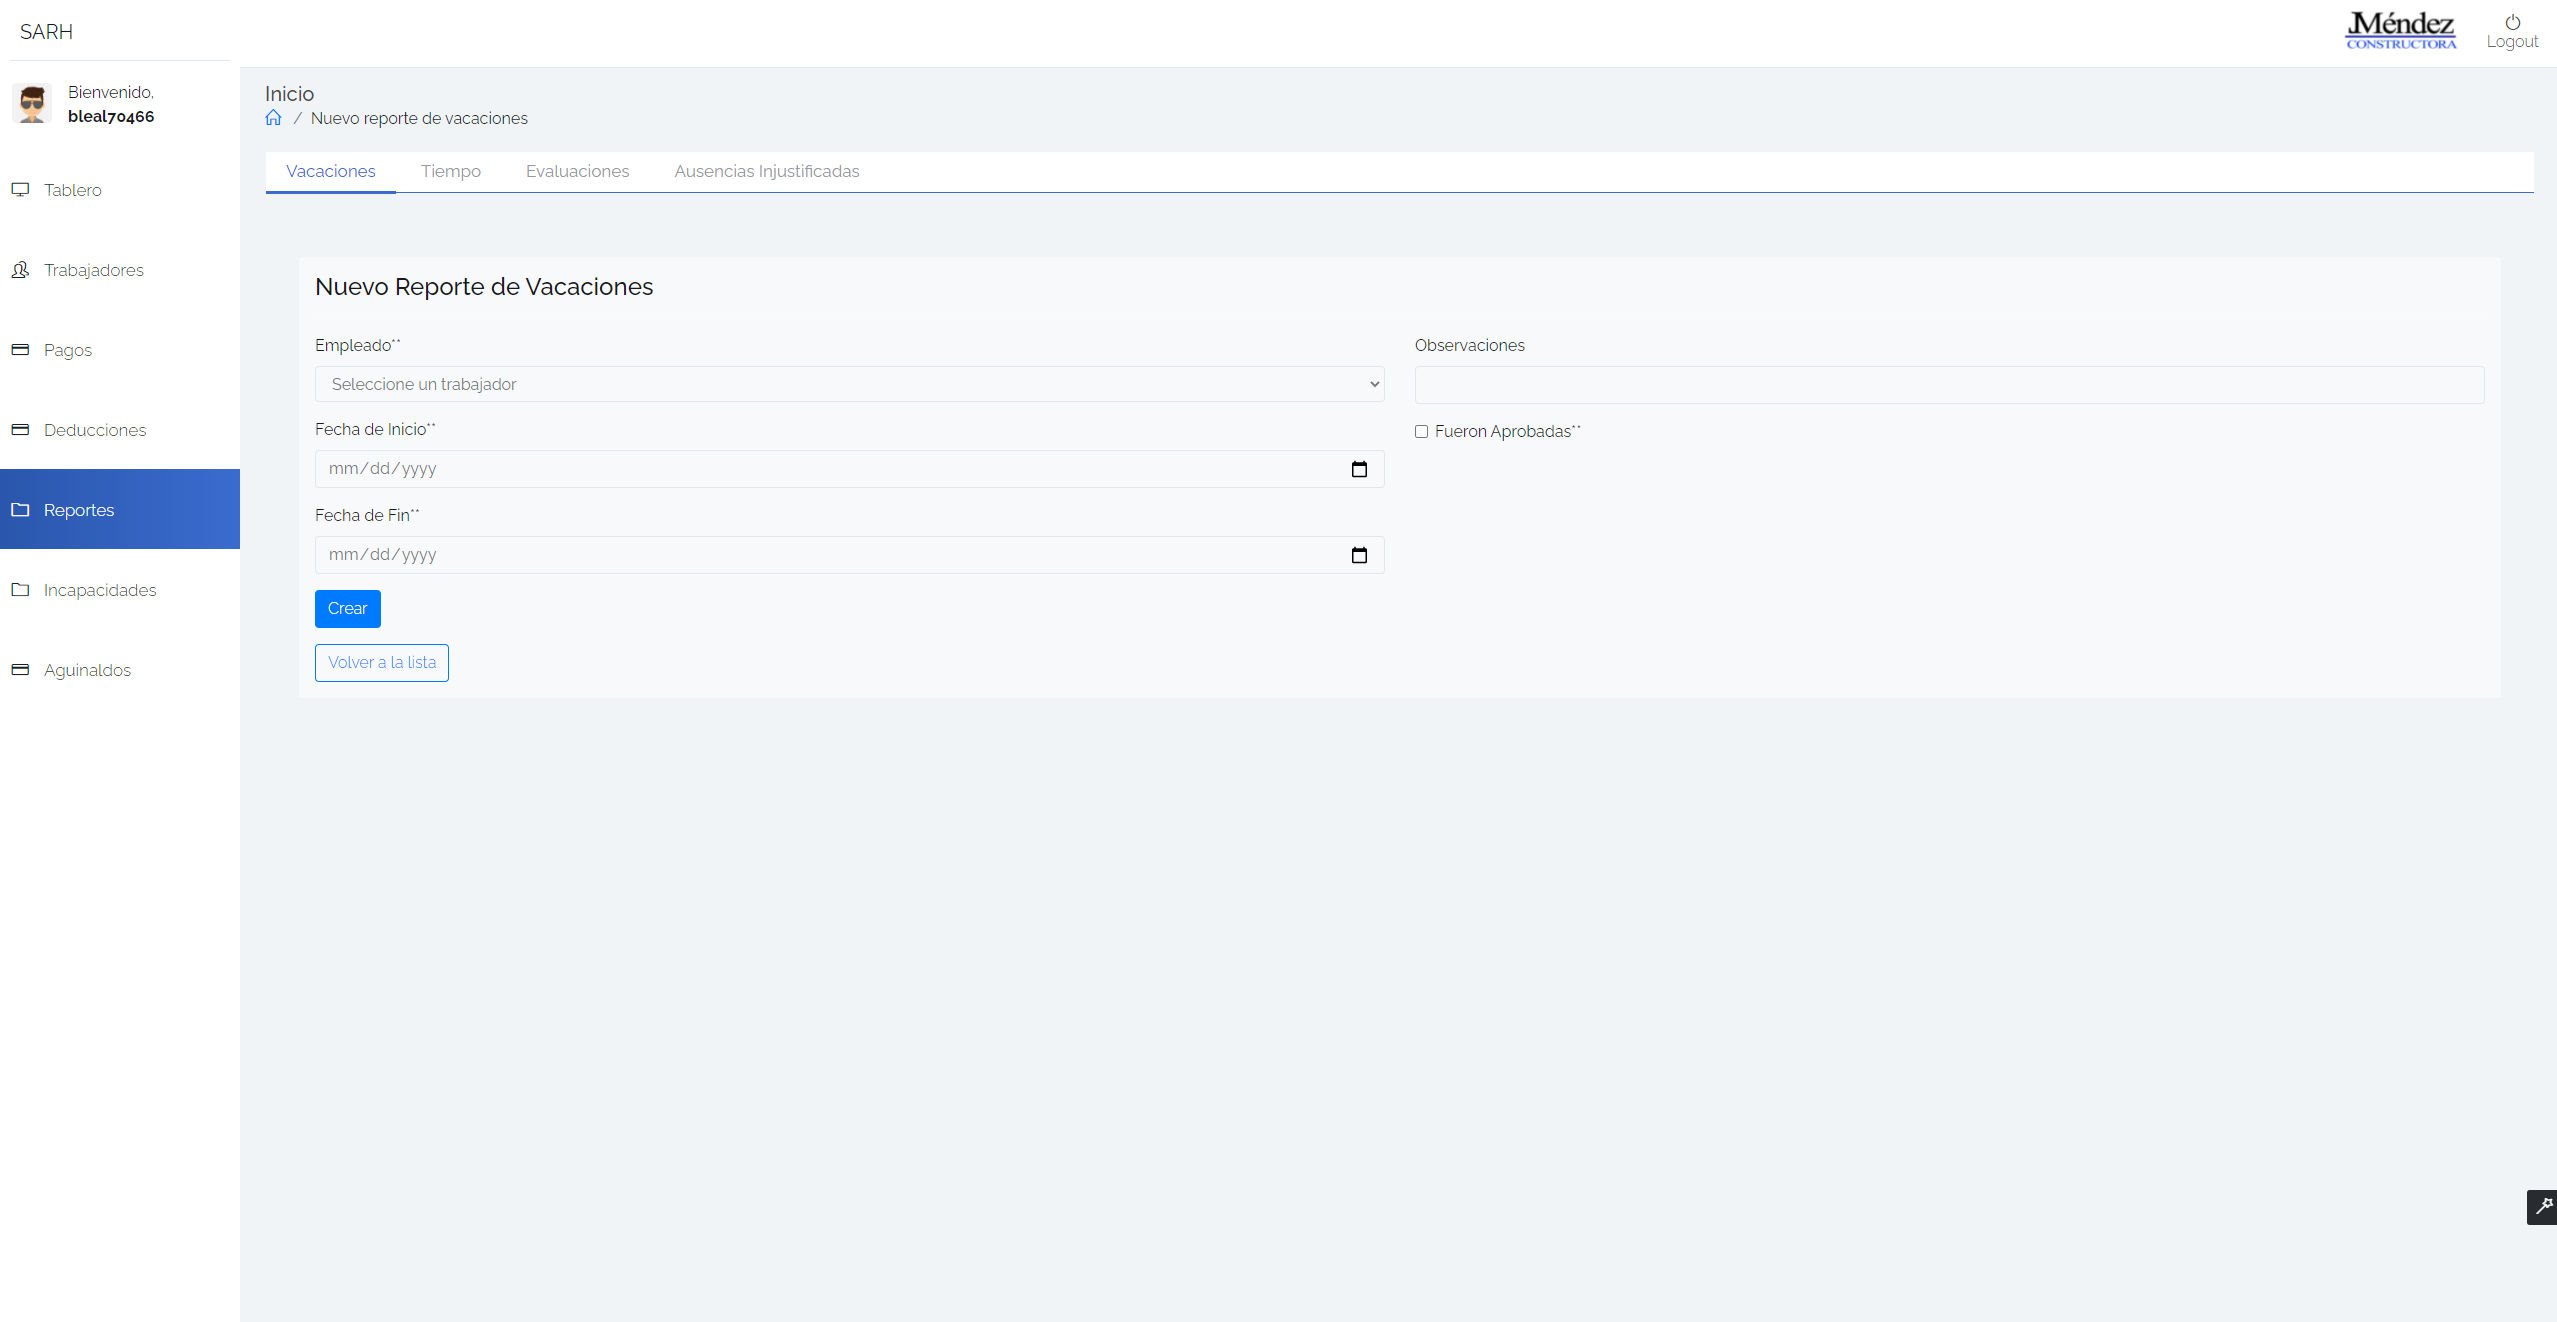 SARH
JMéndez
CONSTRUCTORA
Logout
Bienvenido,
bleal70466
Tablero
Trabajadores
Pagos
Deducciones
Reportes
Incapacidades
Aguinaldos
Inicio
/ Nuevo reporte de vacaciones
Vacaciones Tiempo Evaluaciones Ausencias Injustificadas
Nuevo Reporte de Vacaciones
Empleado**
Seleccione un trabajador
Fecha de Inicio**
mm/dd/yyyy
Fecha de Fin**
mm/dd/yyyy
Observaciones
Fueron Aprobadas**
Crear
Volver a la lista